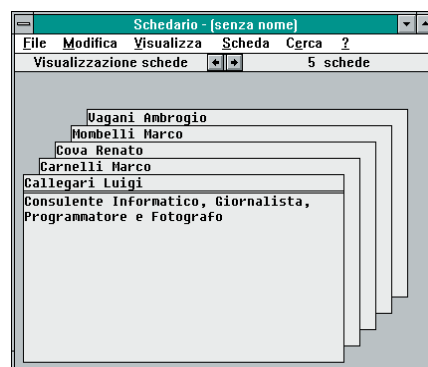 Schedario - (senza nome)
File Modifica Visualizza Scheda Cerca ?
Visualizzazione schede 5 schede
Vagani Ambrogio
Mombelli Marco
Cova Renato
Carnelli Marco
Callegari Luigi
Consulente Informatico, Giornalista,
Programmatore e Fotografo